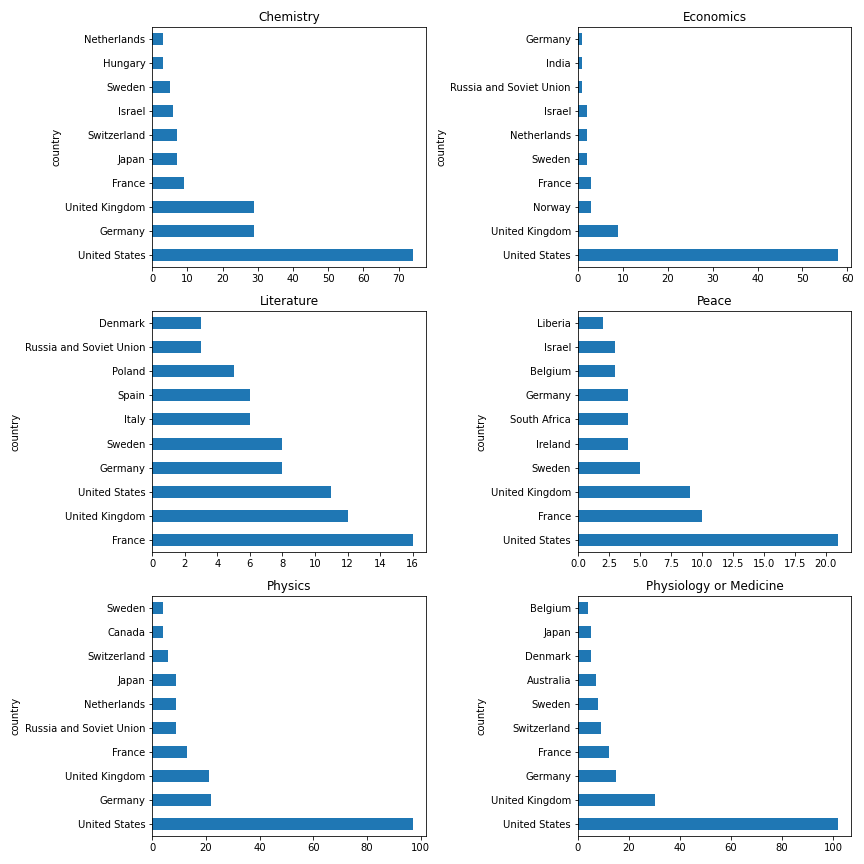 Chemistry
country
Netherlands
Hungary
Sweden
Israel
Switzerland
Japan
France
United Kingdom
Germany
United States
0 10 20 30 40 50 60 70
Economics
country
Germany
India
Russia and Soviet Union
Israel
Netherlands
Sweden
France
Norway
United Kingdom
United States
0 10 20 30 40 50 60
Literature
country
Denmark
Russia and Soviet Union
Poland
Spain
Italy
Sweden
Germany
United States
United Kingdom
France
0 2 4 6 8 10 12 14 16
Peace
country
Liberia
Israel
Belgium
Germany
South Africa
Ireland
Sweden
United Kingdom
France
United States
0.0 2.5 5.0 7.5 10.0 12.5 15.0 17.5 20.0
Physics
country
Sweden
Canada
Switzerland
Japan
Netherlands
Russia and Soviet Union
France
United Kingdom
Germany
United States
0 20 40 60 80 100
Physiology or Medicine
country
Belgium
Japan
Denmark
Australia
Sweden
Switzerland
France
Germany
United Kingdom
United States
0 20 40 60 80 100